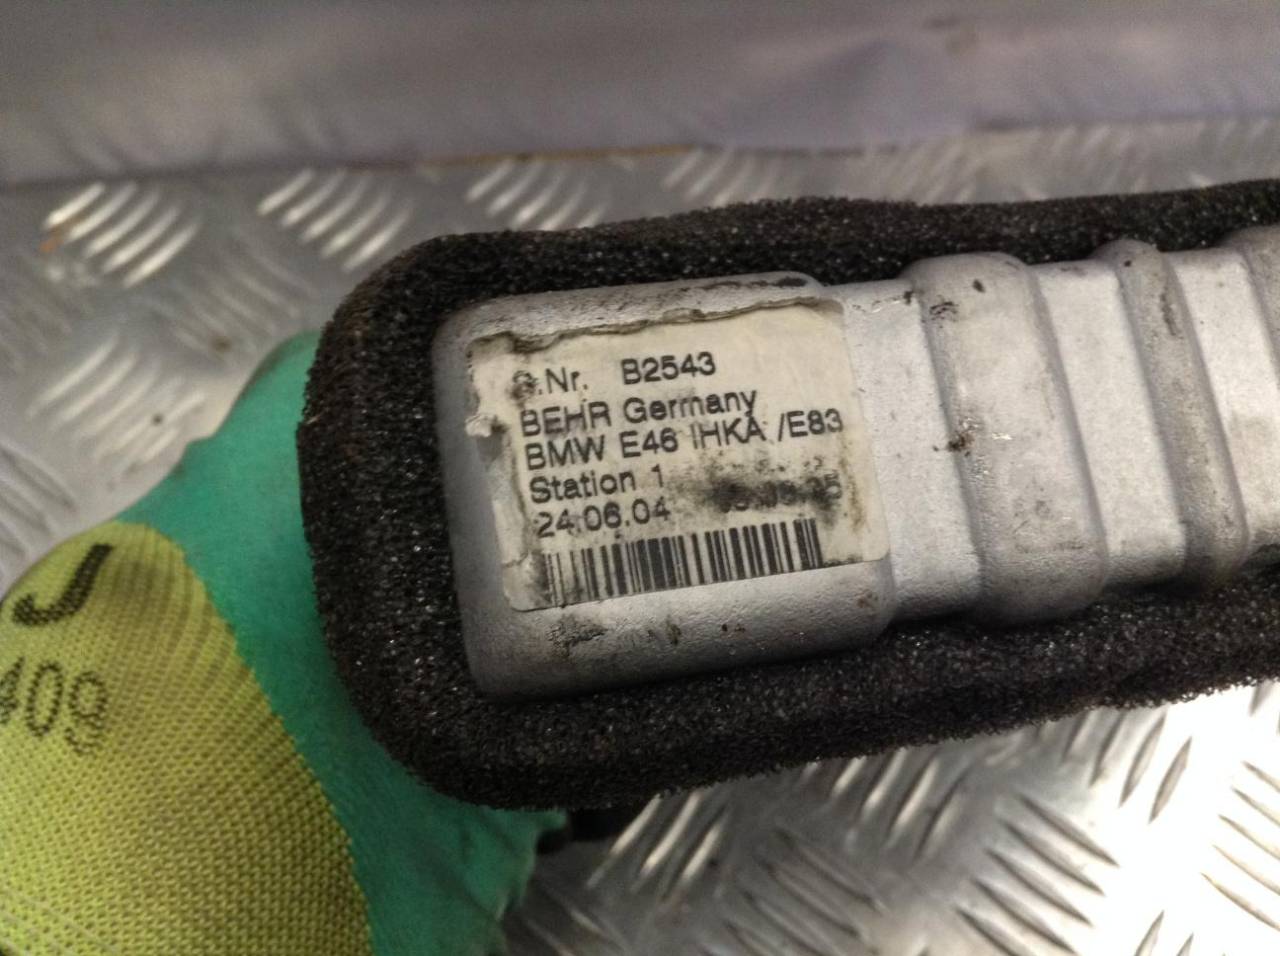 S.Nr. B2543
BEHR Germany
BMW E46 IHKA /E83
Station 1
24.06.04
J
409